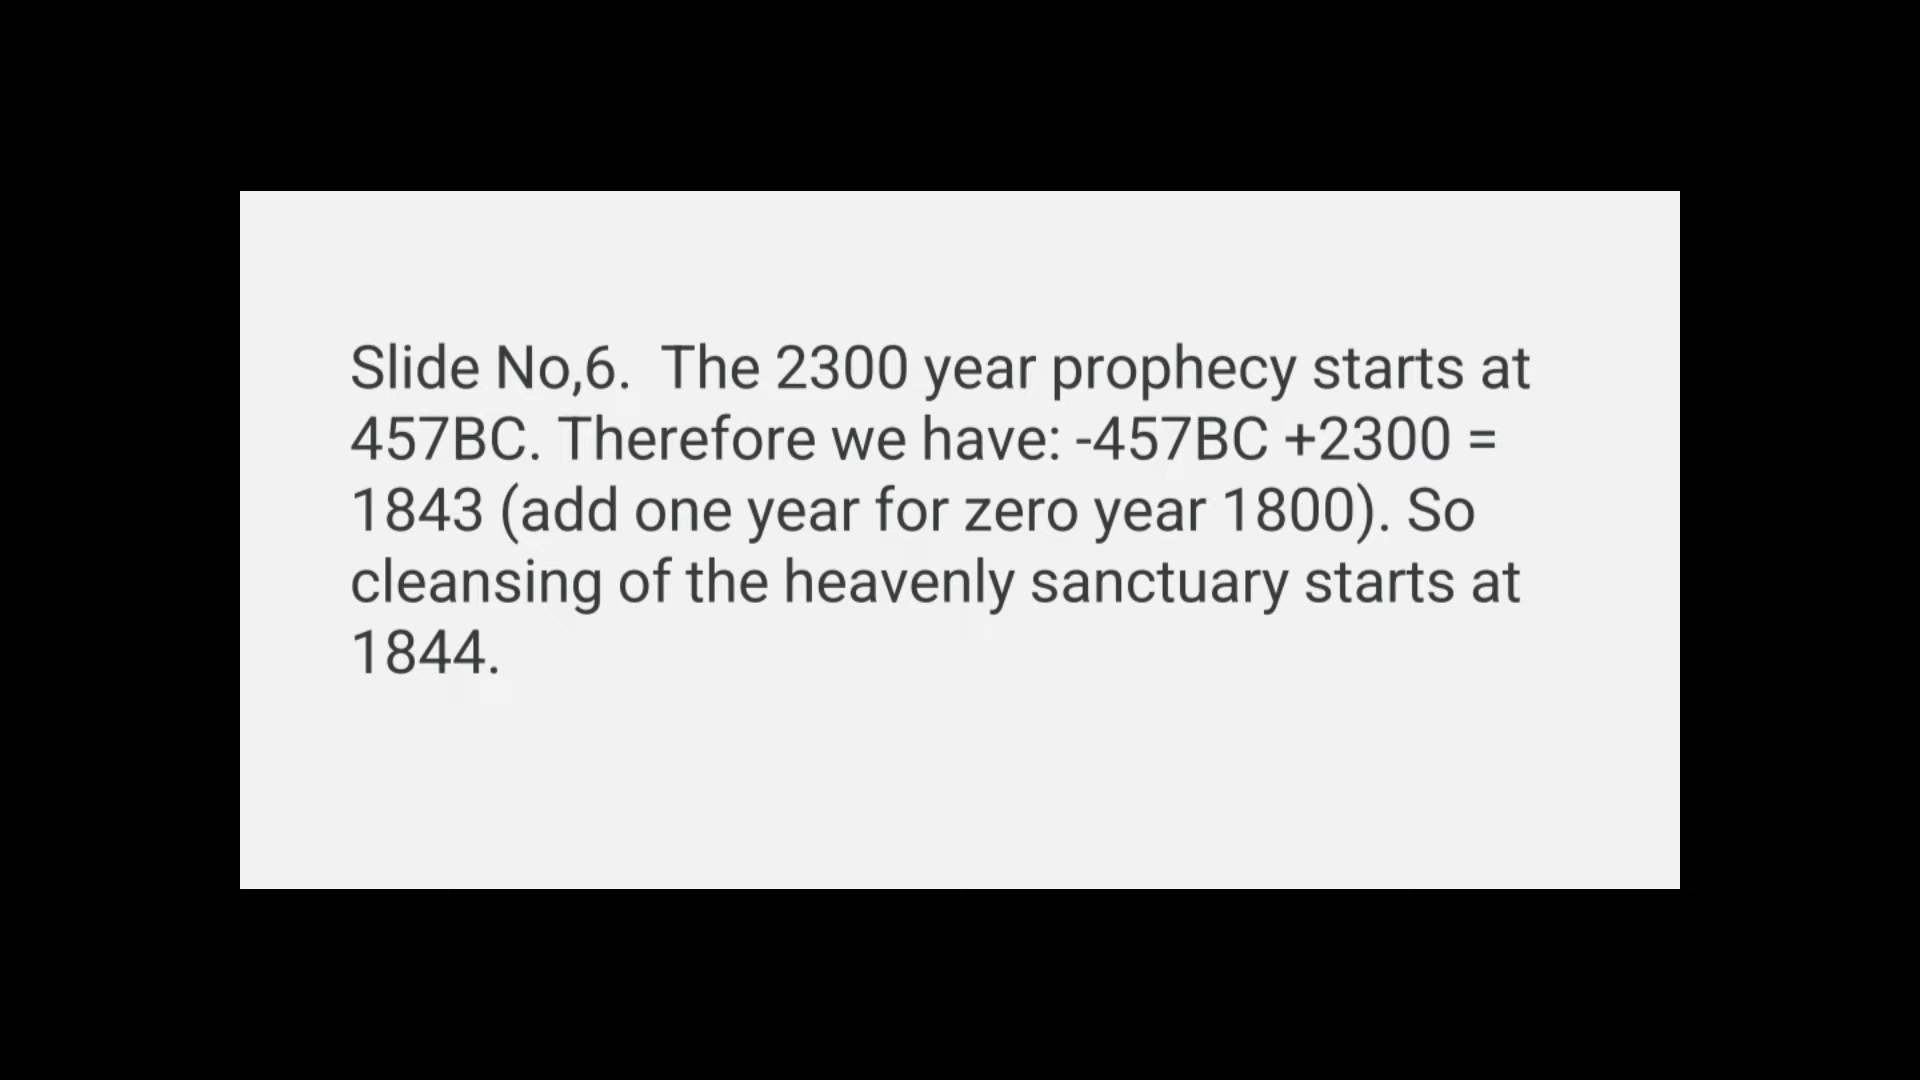 Slide No,6.  The 2300 year prophecy starts at
457BC. Therefore we have: -457BC +2300 =
1843 (add one year for zero year 1800). So
cleansing of the heavenly sanctuary starts at
1844.